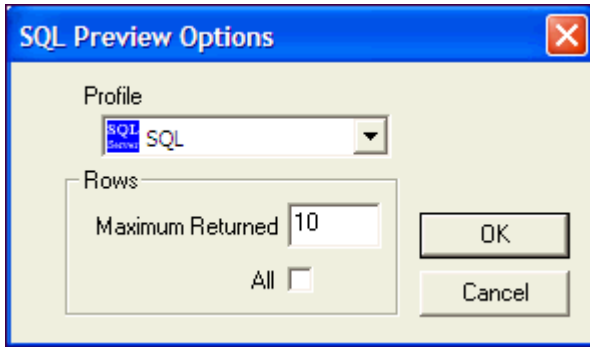 SQL Preview Options
Profile
SQL Server SQL
Rows
Maximum Returned 10
OK
All
Cancel